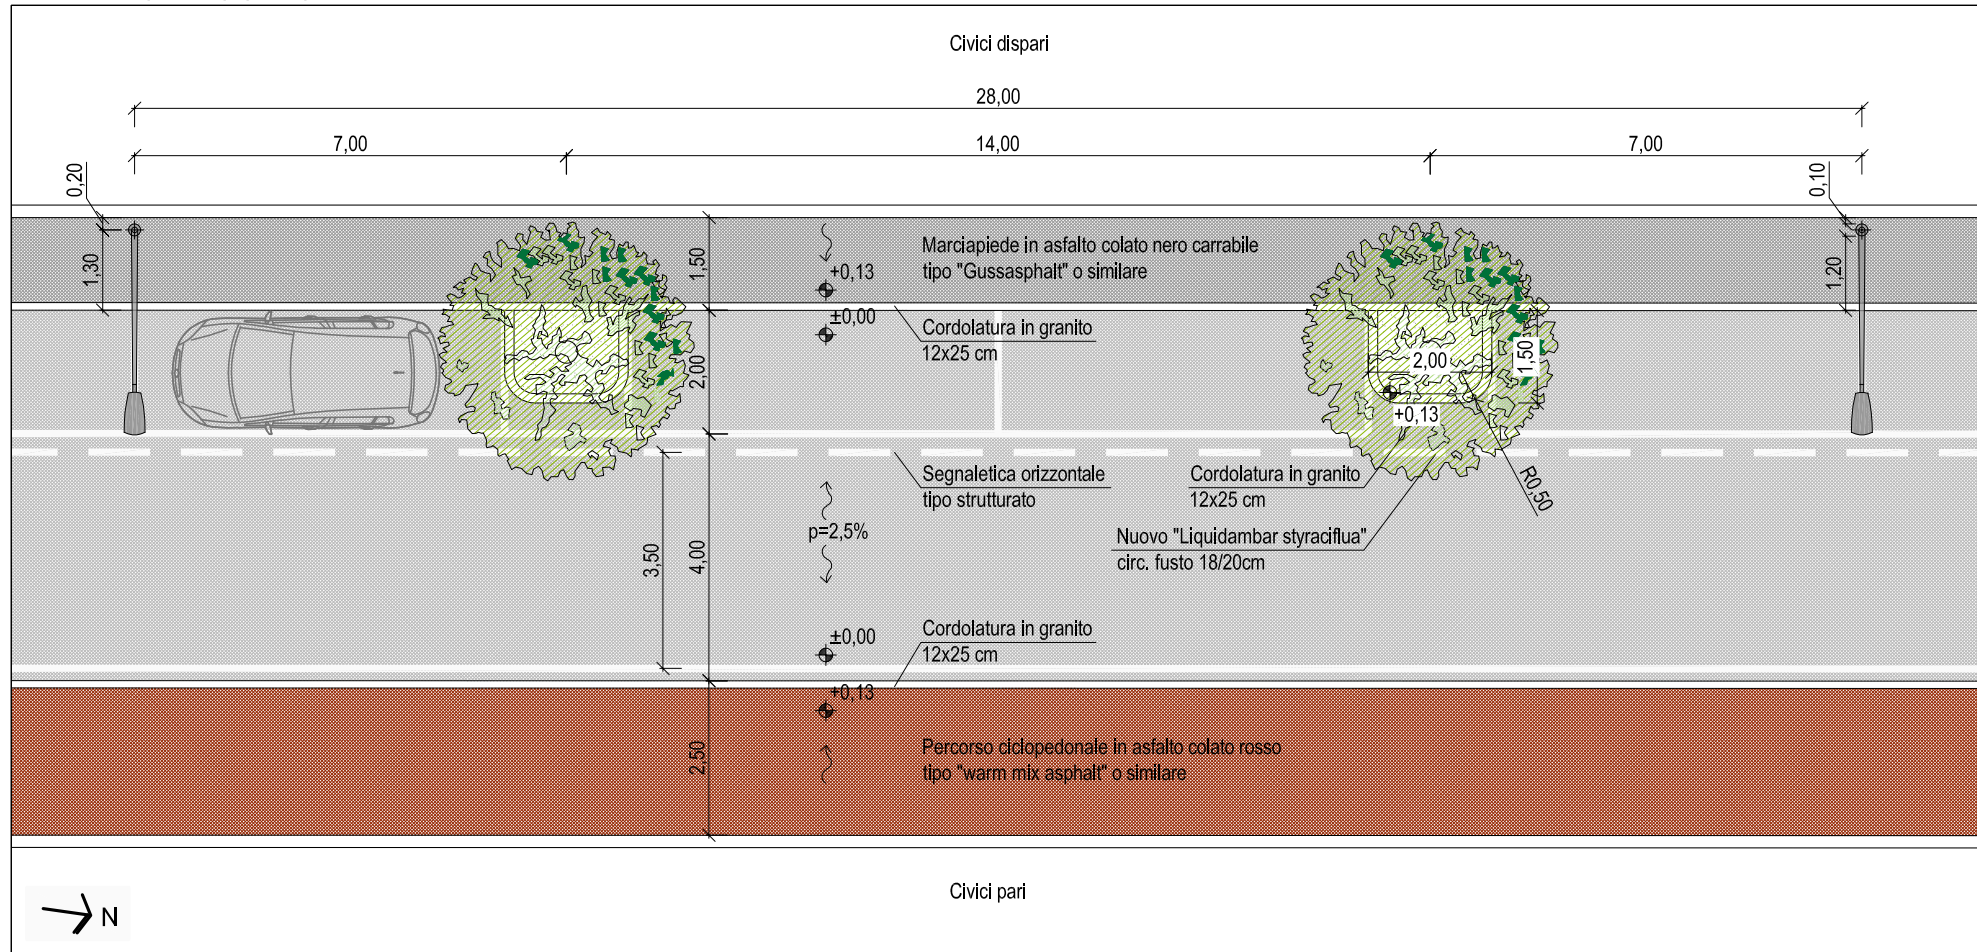 Civici dispari
28,00
7,00
14,00
7,00
0,20
0,10
1,30
1,50
+0,13
±0,00
Marciapiede in asfalto colato nero carrabile
tipo "Gussasphalt" o similare
1,20
Cordolatura in granito
12x25 cm
2,00
2,00
1,50
+0,13
Segnaletica orizzontale
tipo strutturato
Cordolatura in granito
12x25 cm
R0,50
p=2,5%
Nuovo "Liquidambar styraciflua"
circ. fusto 18/20cm
3,50
4,00
±0,00
Cordolatura in granito
12x25 cm
+0,13
2,50
Percorso ciclopedonale in asfalto colato rosso
tipo "warm mix asphalt" o similare
Civici pari
N